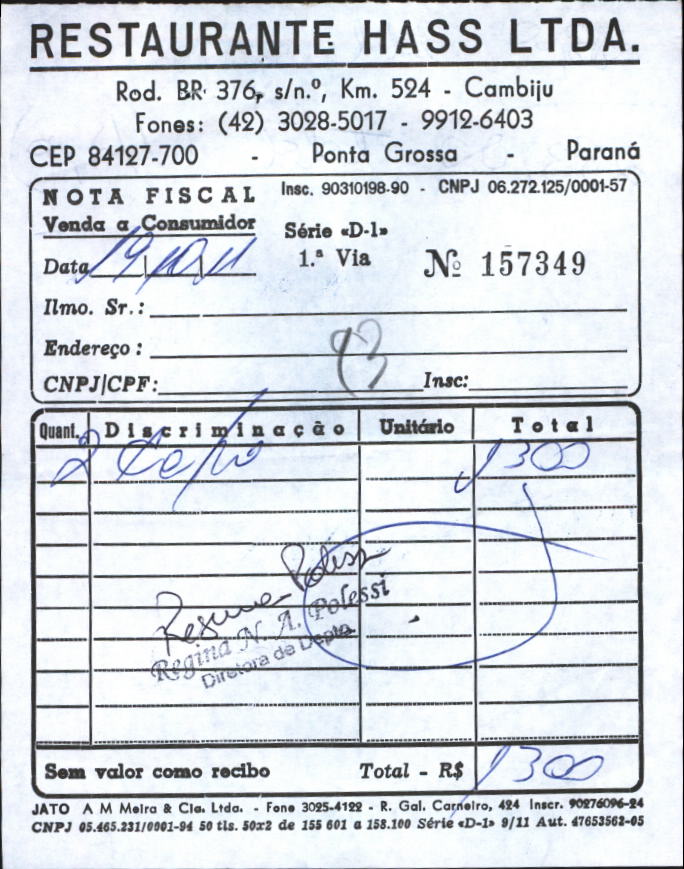 RESTAURANTE HASS LTDA.
Rod. BR 376, s/n.º, Km. 524 - Cambiju
Fones: (42) 3028-5017 - 9912-6403
CEP 84127-700 - Ponta Grossa - Paraná
NOTA FISCAL Insc. 90310198-90 - CNPJ 06.272.125/0001-57
Venda a Consumidor Série «D-1»
Data 19/10/11 1.ª Via Nº 157349
Ilmo. Sr.:
Endereço:
13
CNPJ/CPF: Insc:
Quant. Discriminação Unitário Total
2 1300
Regina Polessi
Regina N. A. Polessi
Diretora de Depto
Sem valor como recibo Total - R$ 1300
JATO A M Meira & Cia. Ltda. - Fone 3025-4122 - R. Gal. Carneiro, 424 Inscr. 90276096-24
CNPJ 05.465.231/0001-94 50 tls. 50x2 de 155 601 a 158.100 Série «D-1» 9/11 Aut. 47653562-05